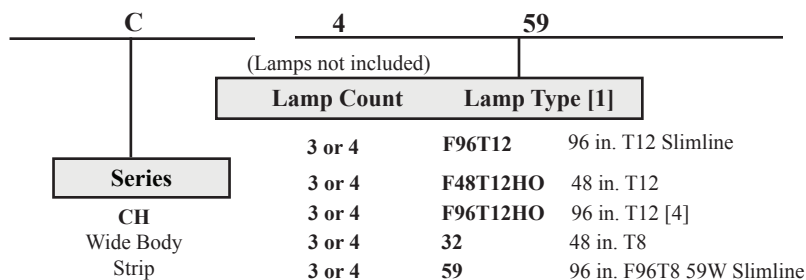 C 4 59
(Lamps not included)
Lamp Count Lamp Type [1]
3 or 4 F96T12 96 in. T12 Slimline
Series
3 or 4 F48T12HO 48 in. T12
CH
3 or 4 F96T12HO 96 in. T12 [4]
Wide Body
3 or 4 32 48 in. T8
Strip
3 or 4 59 96 in. F96T8 59W Slimline